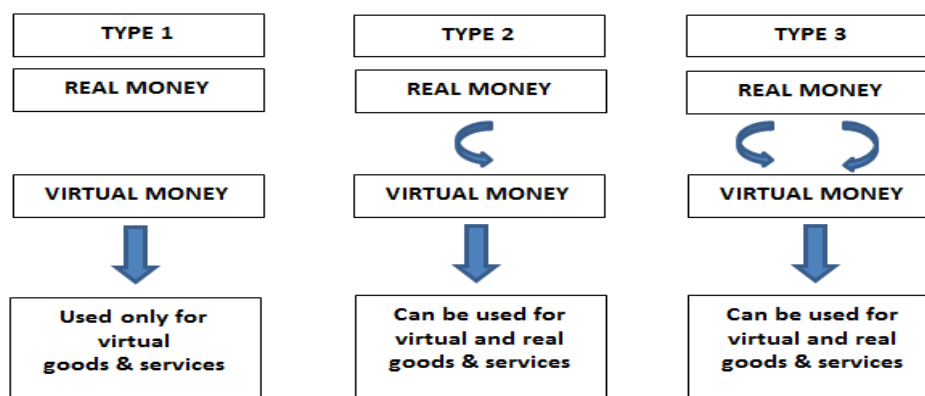 TYPE 1
REAL MONEY
VIRTUAL MONEY
Used only for
virtual
goods & services
TYPE 2
REAL MONEY
VIRTUAL MONEY
Can be used for
virtual and real
goods & services
TYPE 3
REAL MONEY
VIRTUAL MONEY
Can be used for
virtual and real
goods & services